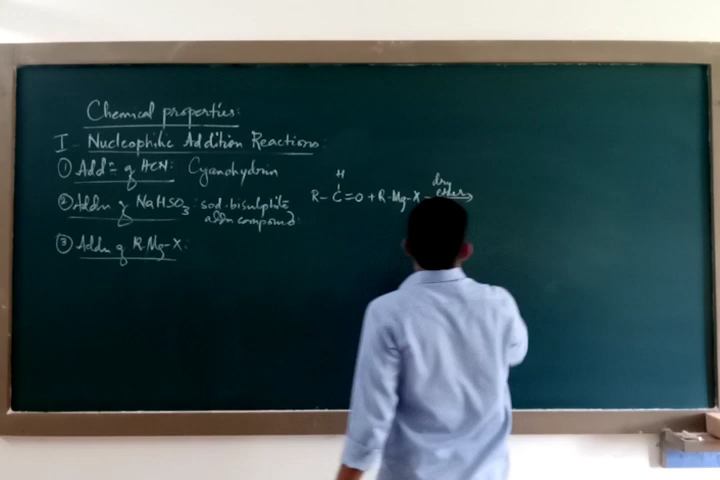 Chemical properties:
I - Nucleophilic Addition Reactions:
① Addn of HCN: Cyanohydrin
② Addn of NaHSO₃: sod. bisulphite
addn compound:
③ Addn of R-Mg-X:
H
R-C=O + R-Mg-X
dry
ether